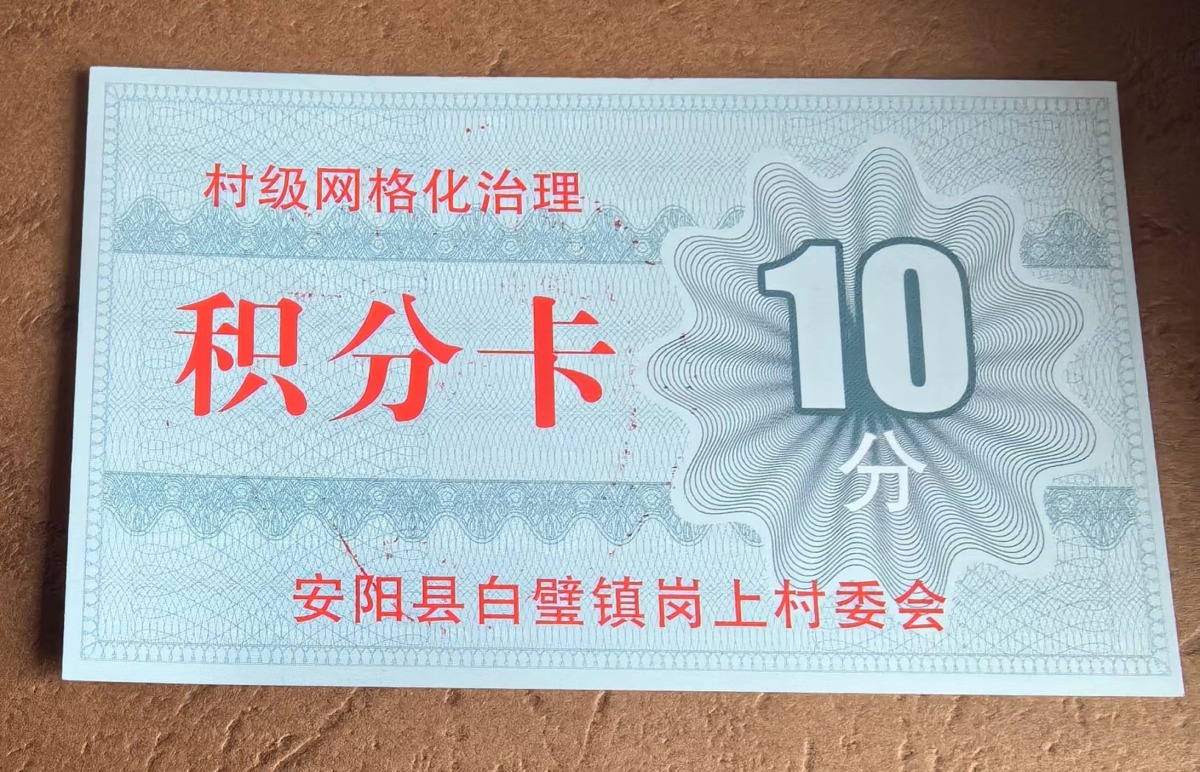 村级网格化治理
积分卡
10
分
安阳县白璧镇岗上村委会